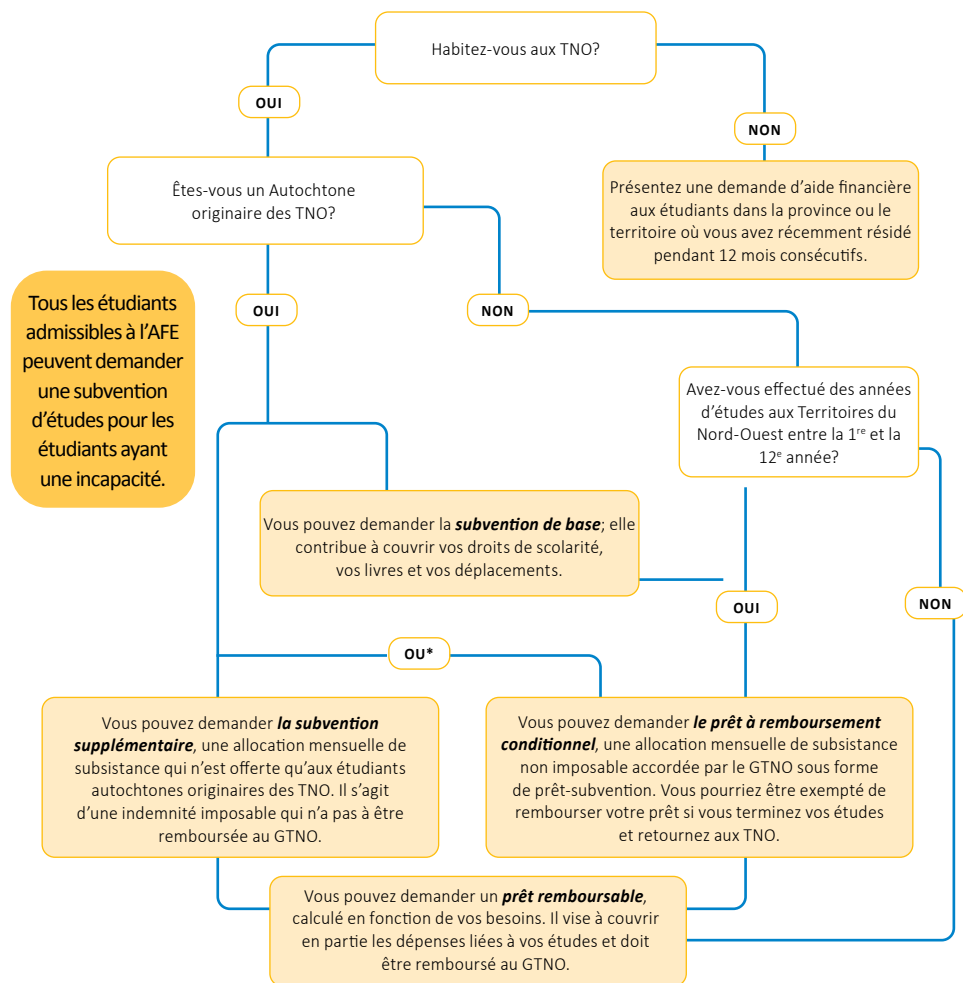 Habitez-vous aux TNO?
OUI
NON
Êtes-vous un Autochtone
originaire des TNO?
Présentez une demande d'aide financière
aux étudiants dans la province ou le
territoire où vous avez récemment résidé
pendant 12 mois consécutifs.
Tous les étudiants
admissibles à l'AFE
peuvent demander
une subvention
d'études pour les
étudiants ayant
une incapacité.
OUI
NON
Avez-vous effectué des années
d'études aux Territoires du
Nord-Ouest entre la 1re et la
12e année?
Vous pouvez demander la subvention de base; elle
contribue à couvrir vos droits de scolarité,
vos livres et vos déplacements.
OUI
NON
OU*
Vous pouvez demander la subvention
supplémentaire, une allocation mensuelle de
subsistance qui n'est offerte qu'aux étudiants
autochtones originaires des TNO. Il s'agit
d'une indemnité imposable qui n'a pas à être
remboursée au GTNO.
Vous pouvez demander le prêt à remboursement
conditionnel, une allocation mensuelle de subsistance
non imposable accordée par le GTNO sous forme
de prêt-subvention. Vous pourriez être exempté de
rembourser votre prêt si vous terminez vos études
et retournez aux TNO.
Vous pouvez demander un prêt remboursable,
calculé en fonction de vos besoins. Il vise à couvrir
en partie les dépenses liées à vos études et doit
être remboursé au GTNO.